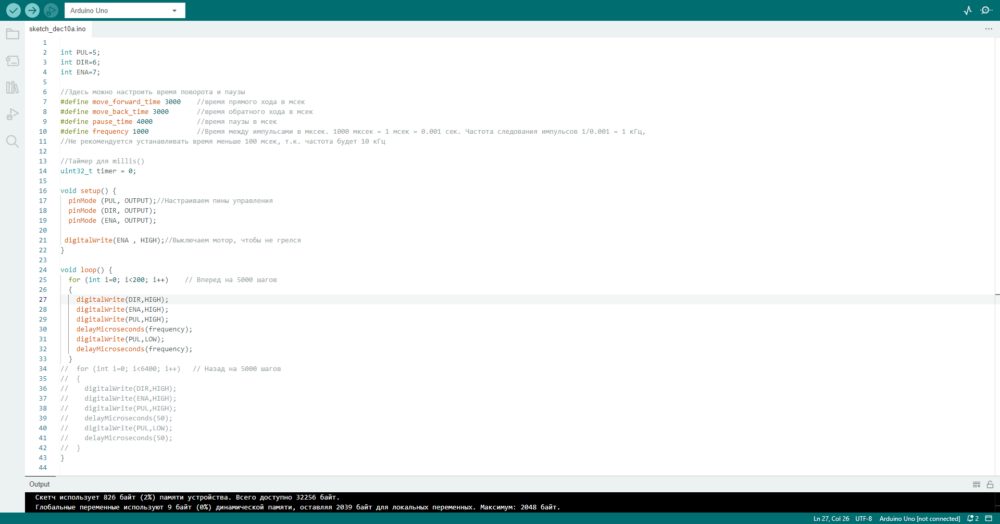 Arduino Uno
sketch_dec10a.ino
1
2 int PUL=5;
3 int DIR=6;
4 int ENA=7;
5
6 //Здесь можно настроить время поворота и паузы
7 #define move_forward_time 3000    //время прямого хода в мсек
8 #define move_back_time 3000       //время обратного хода в мсек
9 #define pause_time 4000           //время паузы в мсек
10 #define frequency 1000            //Время между импульсами в мксек. 1000 мксек = 1 мсек = 0.001 сек. Частота следования импульсов 1/0.001 = 1 кГц,
11 //Не рекомендуется устанавливать время меньше 100 мсек, т.к. частота будет 10 кГц
12
13 //Таймер для millis()
14 uint32_t timer = 0;
15
16 void setup() {
17   pinMode (PUL, OUTPUT);//Настраиваем пины управления
18   pinMode (DIR, OUTPUT);
19   pinMode (ENA, OUTPUT);
20
21  digitalWrite(ENA , HIGH);//Выключаем мотор, чтобы не грелся
22 }
23
24 void loop() {
25   for (int i=0; i<200; i++)    // Вперед на 5000 шагов
26   {
27     digitalWrite(DIR,HIGH);
28     digitalWrite(ENA,HIGH);
29     digitalWrite(PUL,HIGH);
30     delayMicroseconds(frequency);
31     digitalWrite(PUL,LOW);
32     delayMicroseconds(frequency);
33   }
34 //  for (int i=0; i<6400; i++)   // Назад на 5000 шагов
35 //  {
36 //    digitalWrite(DIR,HIGH);
37 //    digitalWrite(ENA,HIGH);
38 //    digitalWrite(PUL,HIGH);
39 //    delayMicroseconds(50);
40 //    digitalWrite(PUL,LOW);
41 //    delayMicroseconds(50);
42 //  }
43 }
44
Output
Скетч использует 826 байт (2%) памяти устройства. Всего доступно 32256 байт.
Глобальные переменные используют 9 байт (0%) динамической памяти, оставляя 2039 байт для локальных переменных. Максимум: 2048 байт.
Ln 27, Col 26 UTF-8 Arduino Uno [not connected] 2